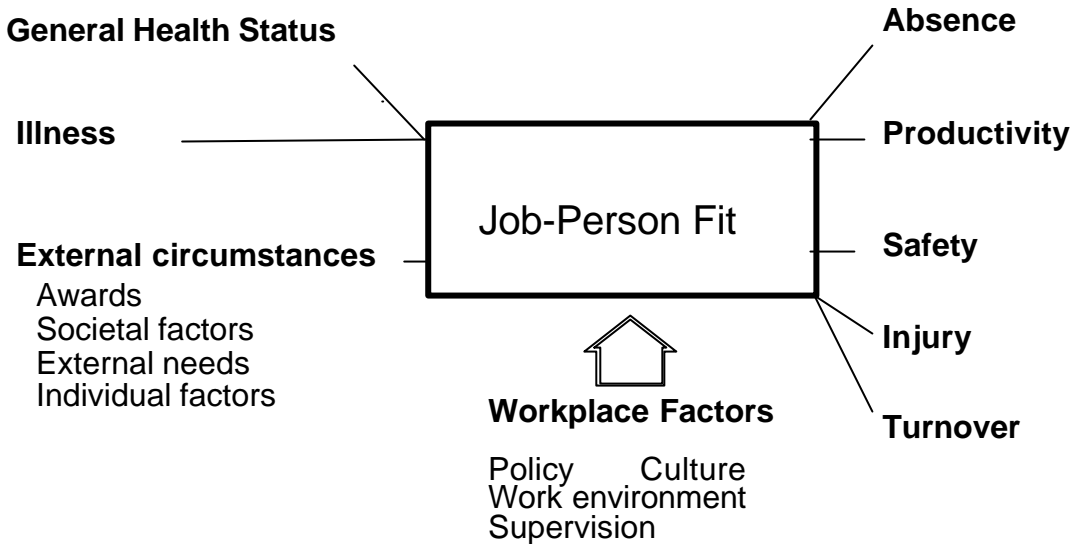 General Health Status
Illness
External circumstances
Awards
Societal factors
External needs
Individual factors
Job-Person Fit
Workplace Factors
Policy Culture
Work environment
Supervision
Absence
Productivity
Safety
Injury
Turnover